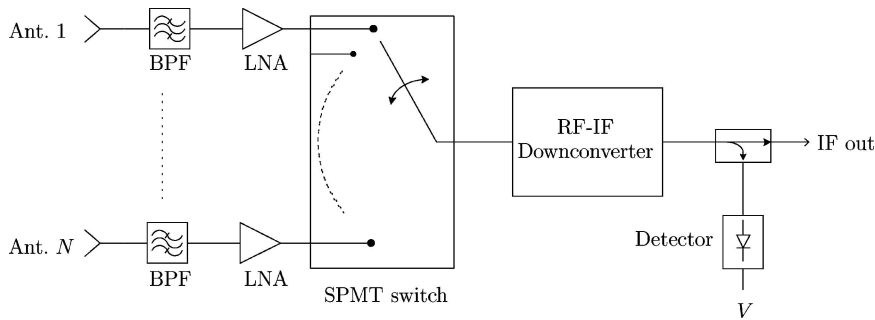 Ant. 1
BPF
LNA
RF-IF
Downconverter
IF out
Ant. N
BPF
LNA
Detector
SPMT switch
V